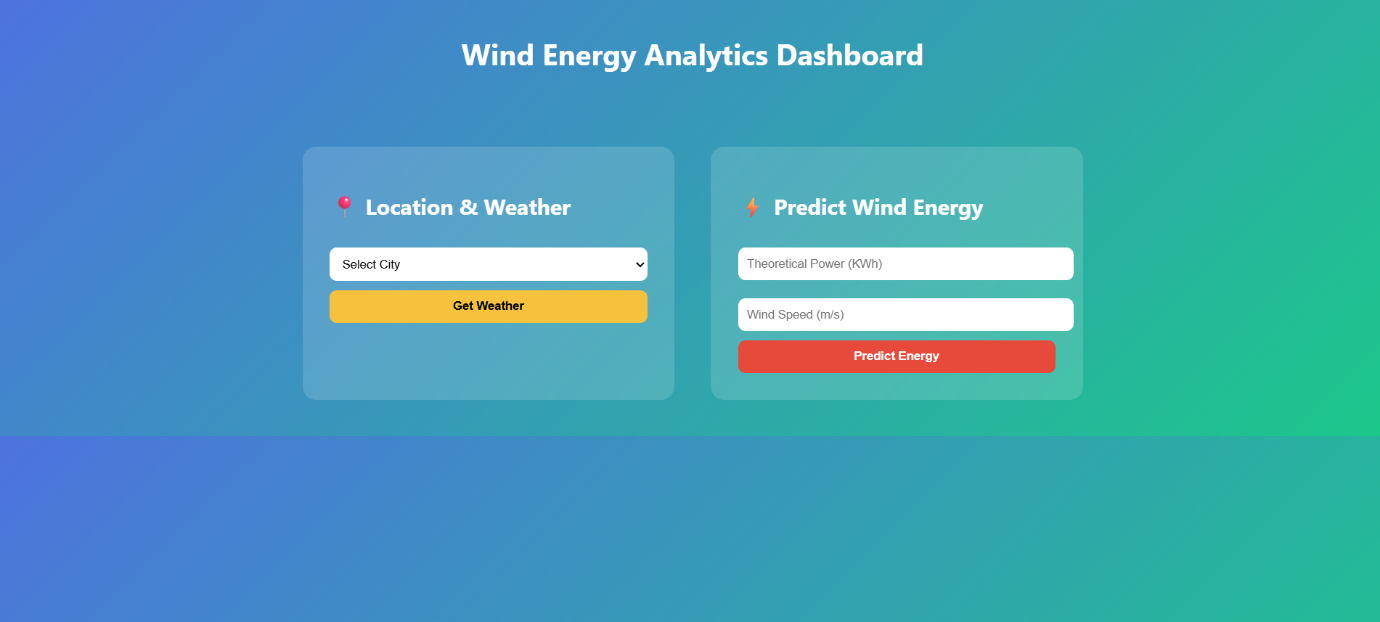 Wind Energy Analytics Dashboard
Location & Weather
Select City
Get Weather
Predict Wind Energy
Theoretical Power (KWh)
Wind Speed (m/s)
Predict Energy